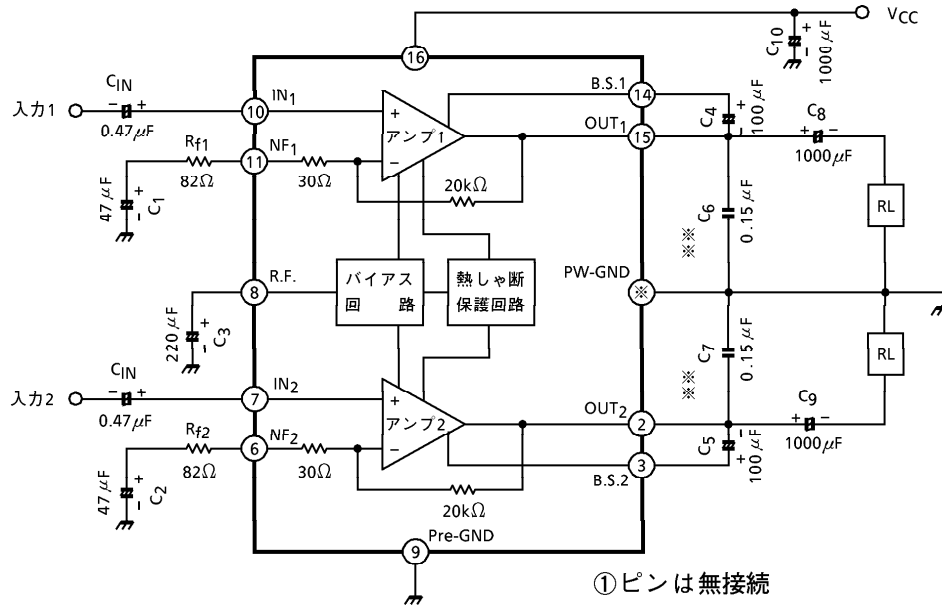 VCC
C10
+
−
1000μF
16
CIN
入力1
− +
0.47μF
10
IN1
+
アンプ1
−
B.S.1
14
C4
+
−
100μF
OUT1
15
C8
+ −
1000μF
Rf1
82Ω
11
NF1
30Ω
20kΩ
47μF
+
−
C1
C6
0.15μF
※※
RL
R.F.
8
バイアス
回 路
熱しゃ断
保護回路
PW-GND
※
220μF
+
−
C3
C7
0.15μF
※※
RL
CIN
入力2
− +
0.47μF
7
IN2
+
アンプ2
−
OUT2
2
C9
+ −
1000μF
Rf2
82Ω
6
NF2
30Ω
20kΩ
3
B.S.2
C5
−
+
100μF
47μF
+
−
C2
9
Pre-GND
①ピンは無接続